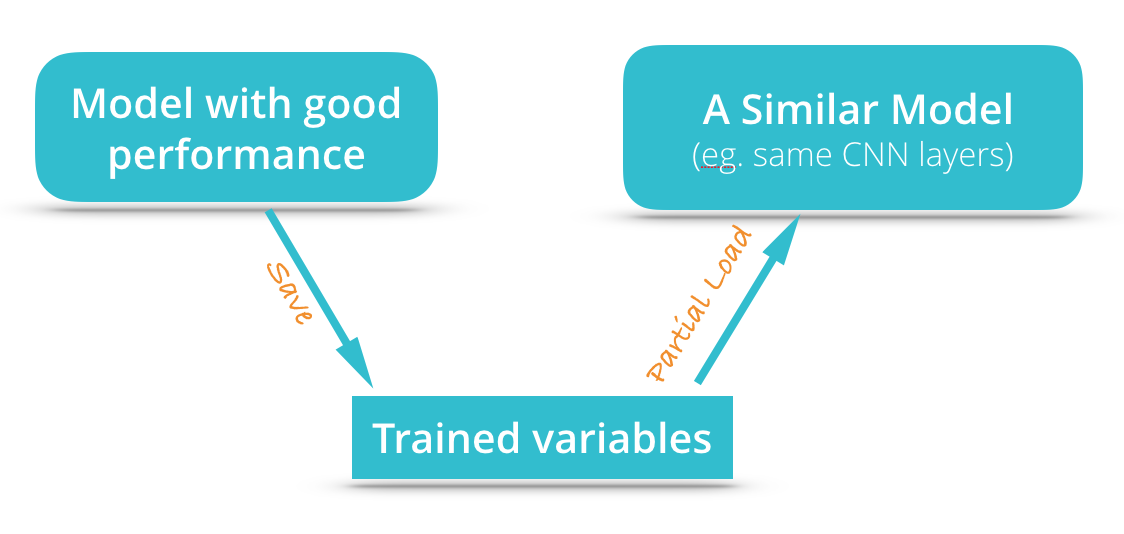 Model with good
performance
A Similar Model
(eg. same CNN layers)
Save
Partial Load
Trained variables